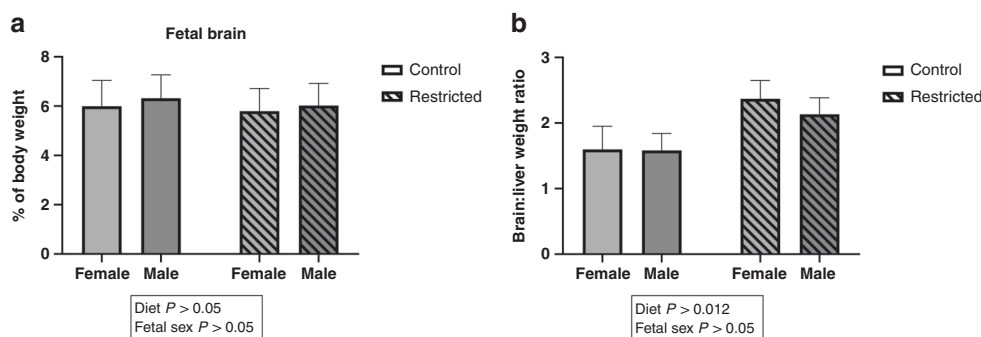 a
Fetal brain
% of body weight
8
6
4
2
0
Female Male Female Male
Control
Restricted
Diet P > 0.05
Fetal sex P > 0.05
b
Brain:liver weight ratio
3
2
1
0
Female Male Female Male
Control
Restricted
Diet P > 0.012
Fetal sex P > 0.05